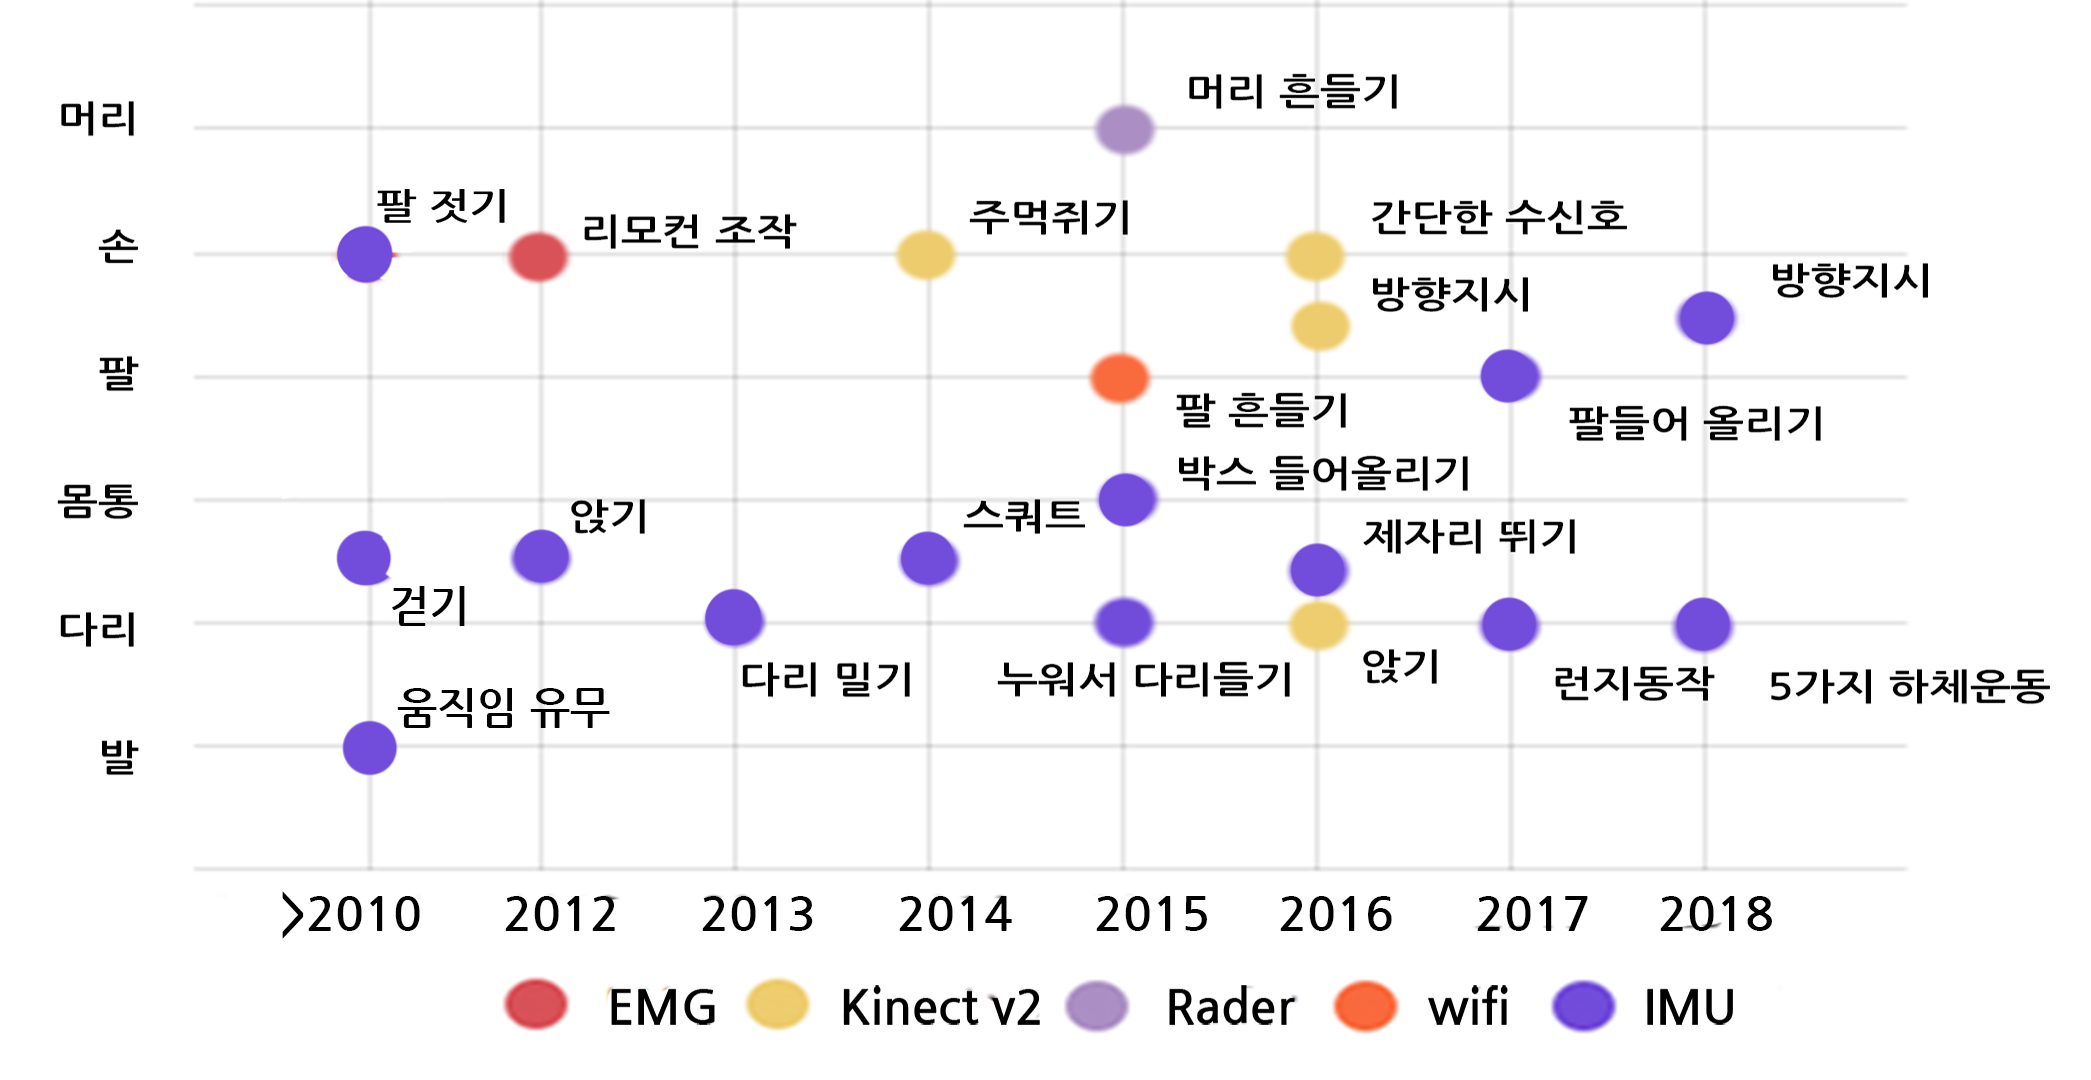 머리 흔들기
머리
팔 젓기
리모컨 조작
주먹쥐기
간단한 수신호
손
방향지시
방향지시
팔
팔 흔들기
팔들어 올리기
박스 들어올리기
몸통
앉기
스쿼트
제자리 뛰기
걷기
다리
다리 밀기
누워서 다리들기
앉기
런지동작
5가지 하체운동
움직임 유무
발
>2010 2012 2013 2014 2015 2016 2017 2018
EMG Kinect v2 Rader wifi IMU